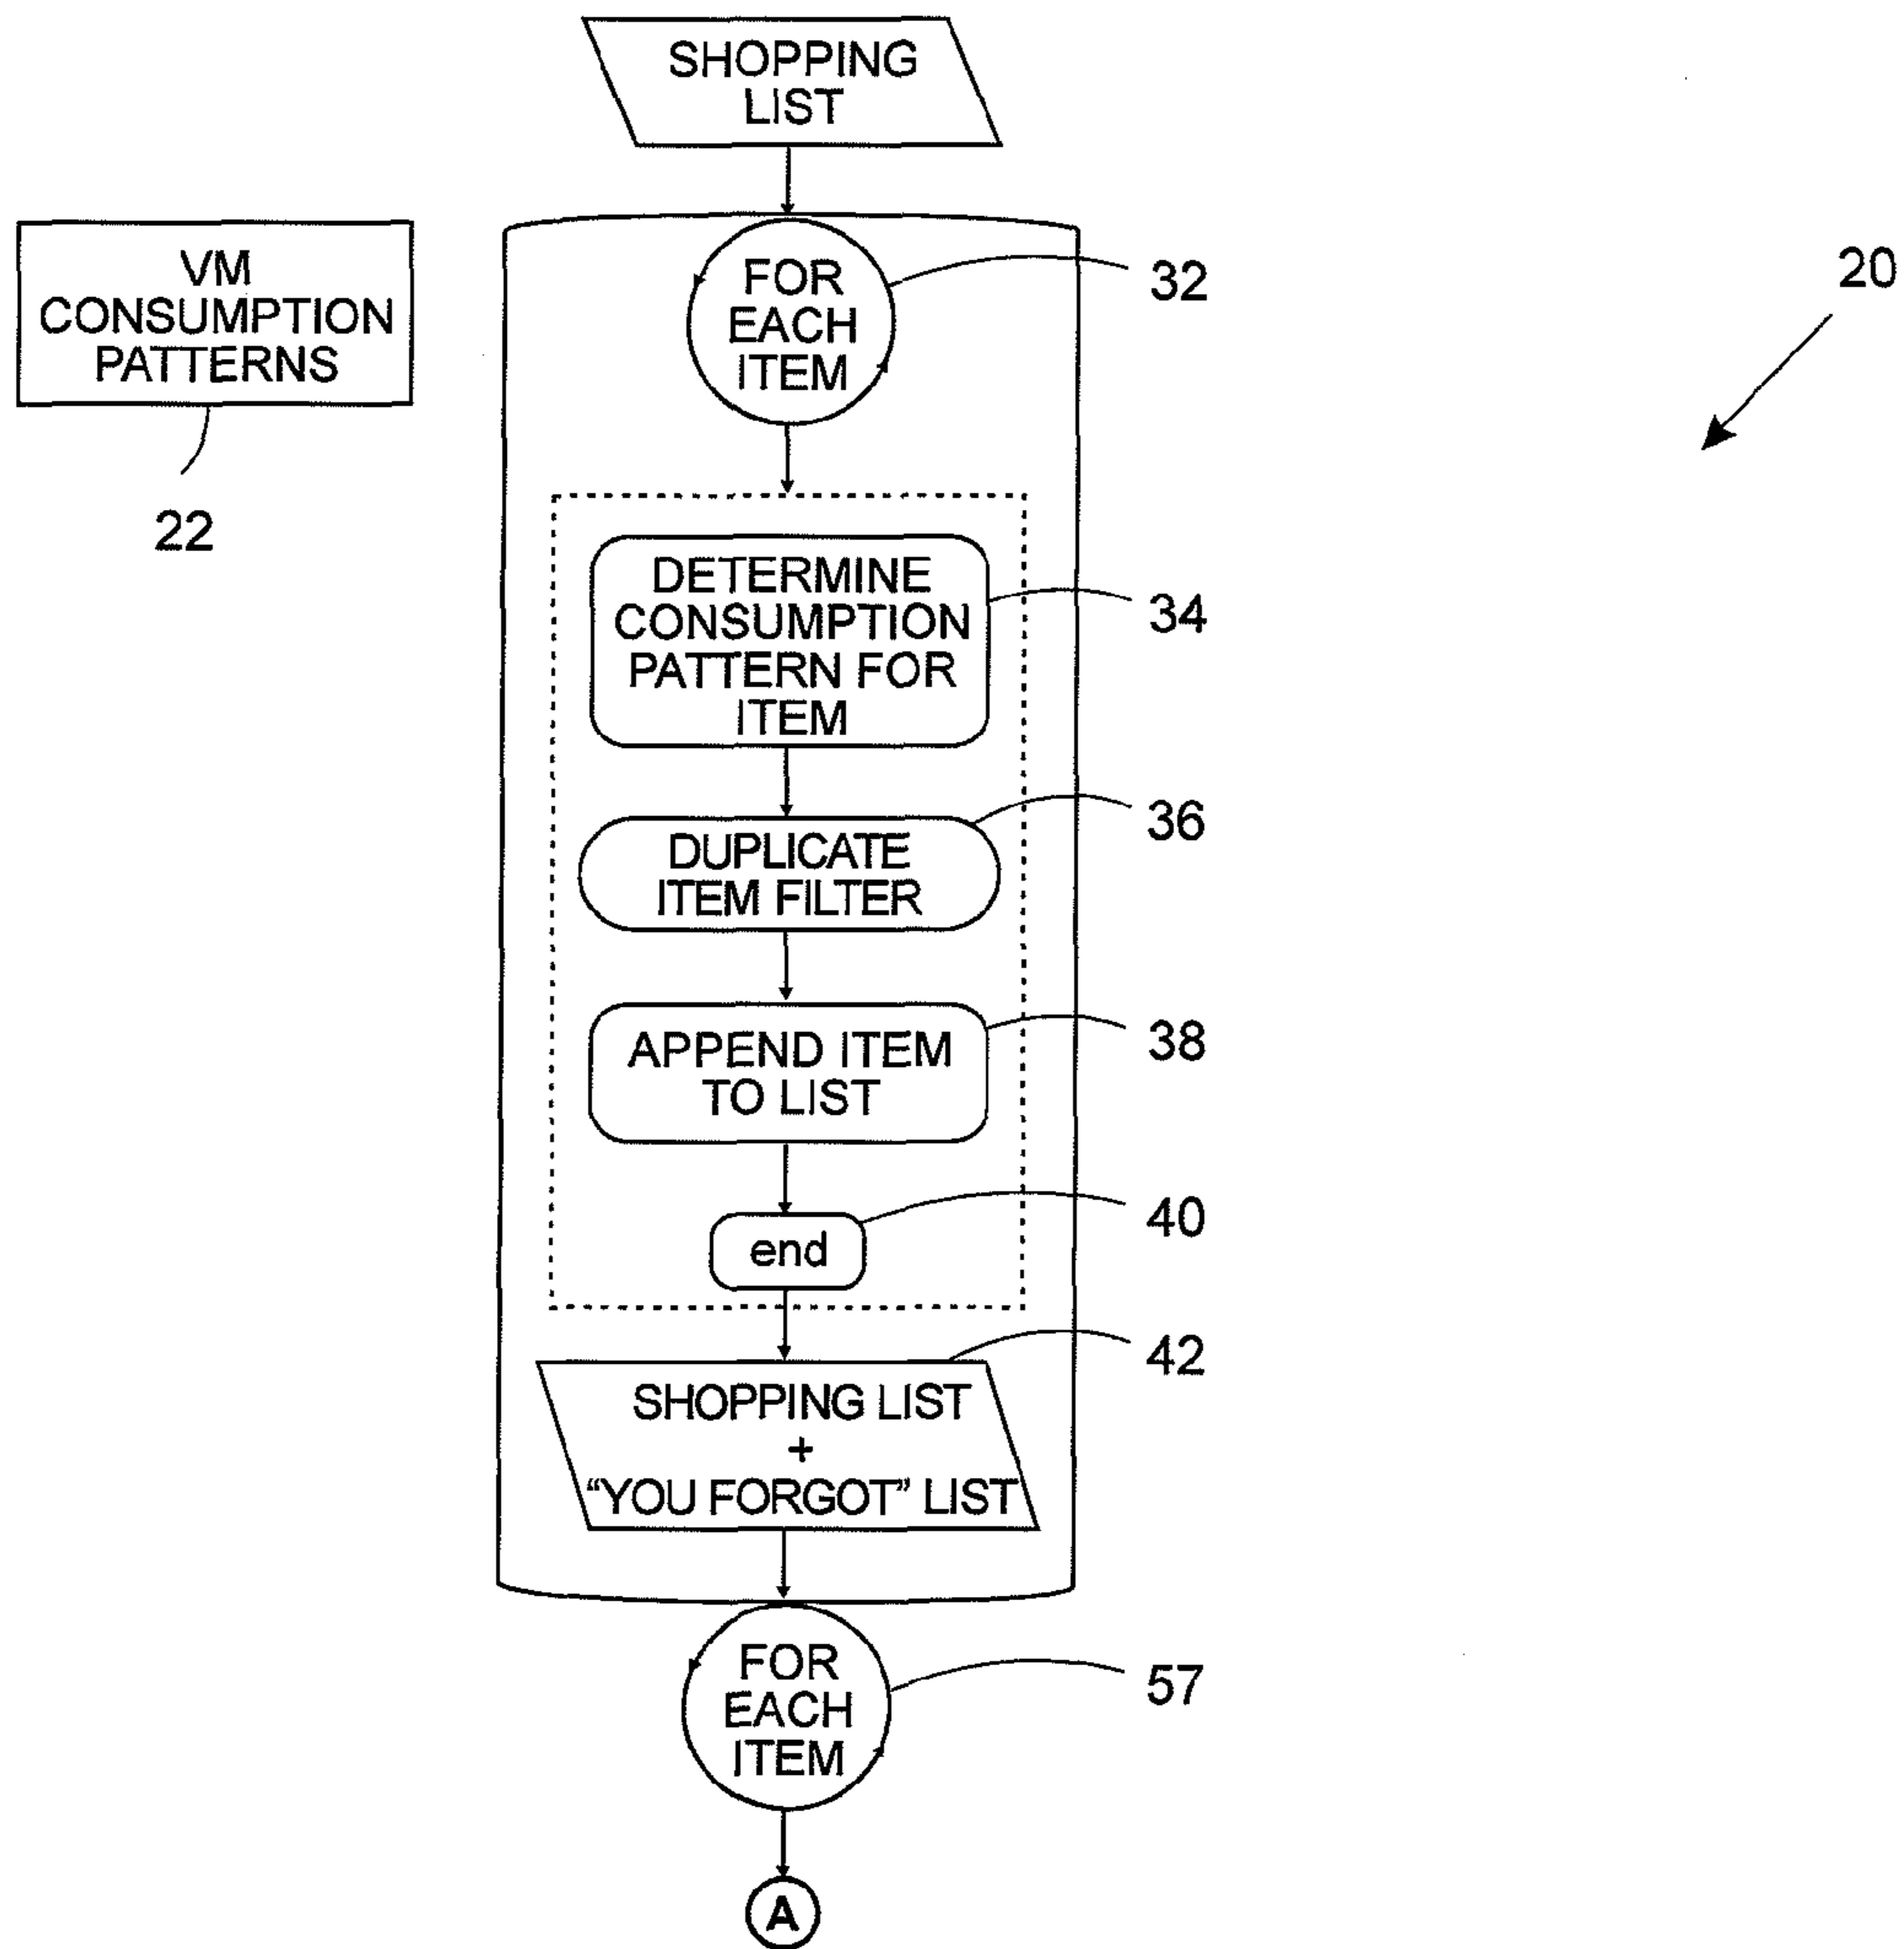 SHOPPING
LIST
VM
CONSUMPTION
PATTERNS
22
FOR
EACH
ITEM
32
20
DETERMINE
CONSUMPTION
PATTERN FOR
ITEM
34
DUPLICATE
ITEM FILTER
36
APPEND ITEM
TO LIST
38
end
40
SHOPPING LIST
+
“YOU FORGOT” LIST
42
FOR
EACH
ITEM
57
A